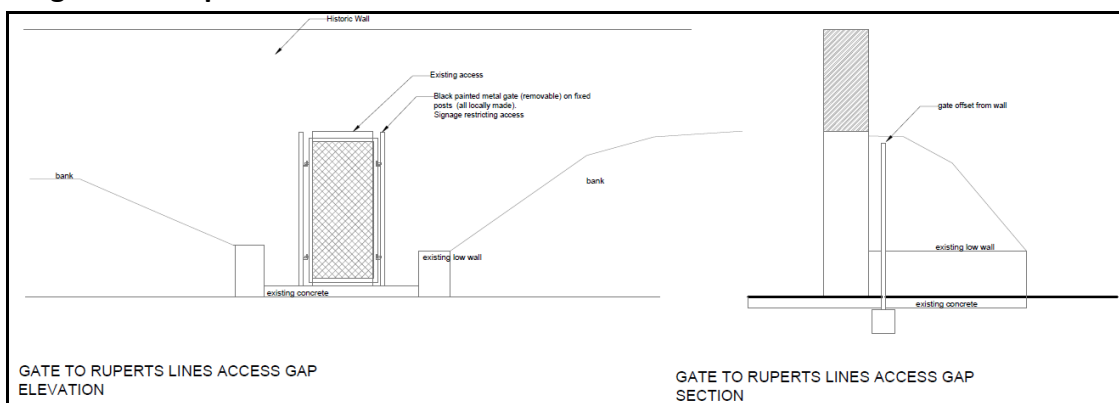 Historic Wall
Existing access
Black painted metal gate (removable) on fixed
posts (all locally made).
Signage restricting access
bank
bank
existing low wall
existing concrete
GATE TO RUPERTS LINES ACCESS GAP
ELEVATION
gate offset from wall
existing low wall
existing concrete
GATE TO RUPERTS LINES ACCESS GAP
SECTION